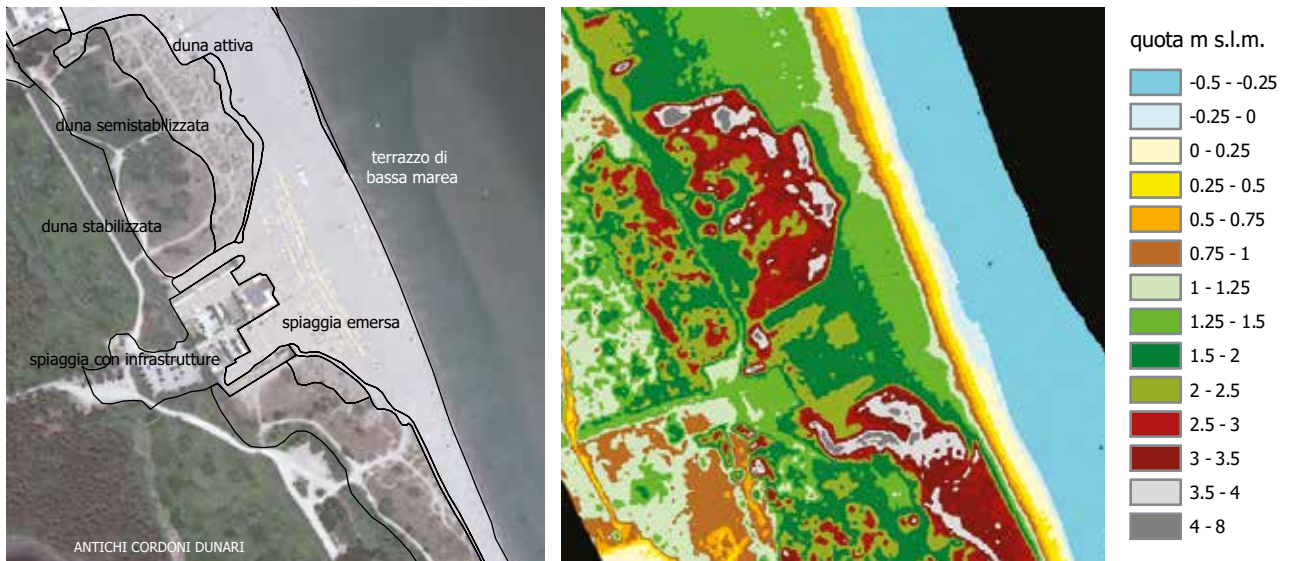 duna attiva
duna semistabilizzata
terrazzo di
bassa marea
duna stabilizzata
spiaggia emersa
spiaggia con infrastrutture
ANTICHI CORDONI DUNARI
quota m s.l.m.
-0.5 - -0.25
-0.25 - 0
0 - 0.25
0.25 - 0.5
0.5 - 0.75
0.75 - 1
1 - 1.25
1.25 - 1.5
1.5 - 2
2 - 2.5
2.5 - 3
3 - 3.5
3.5 - 4
4 - 8